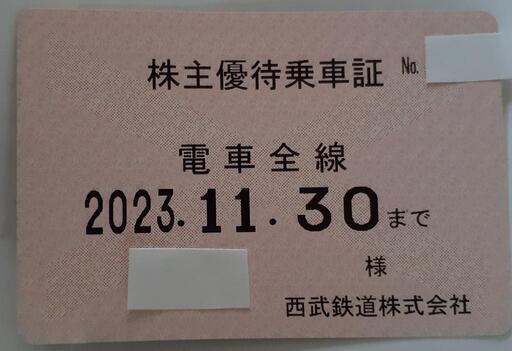 株主優待乗車証 No.
電車全線
2023.11.30まで
様
西武鉄道株式会社